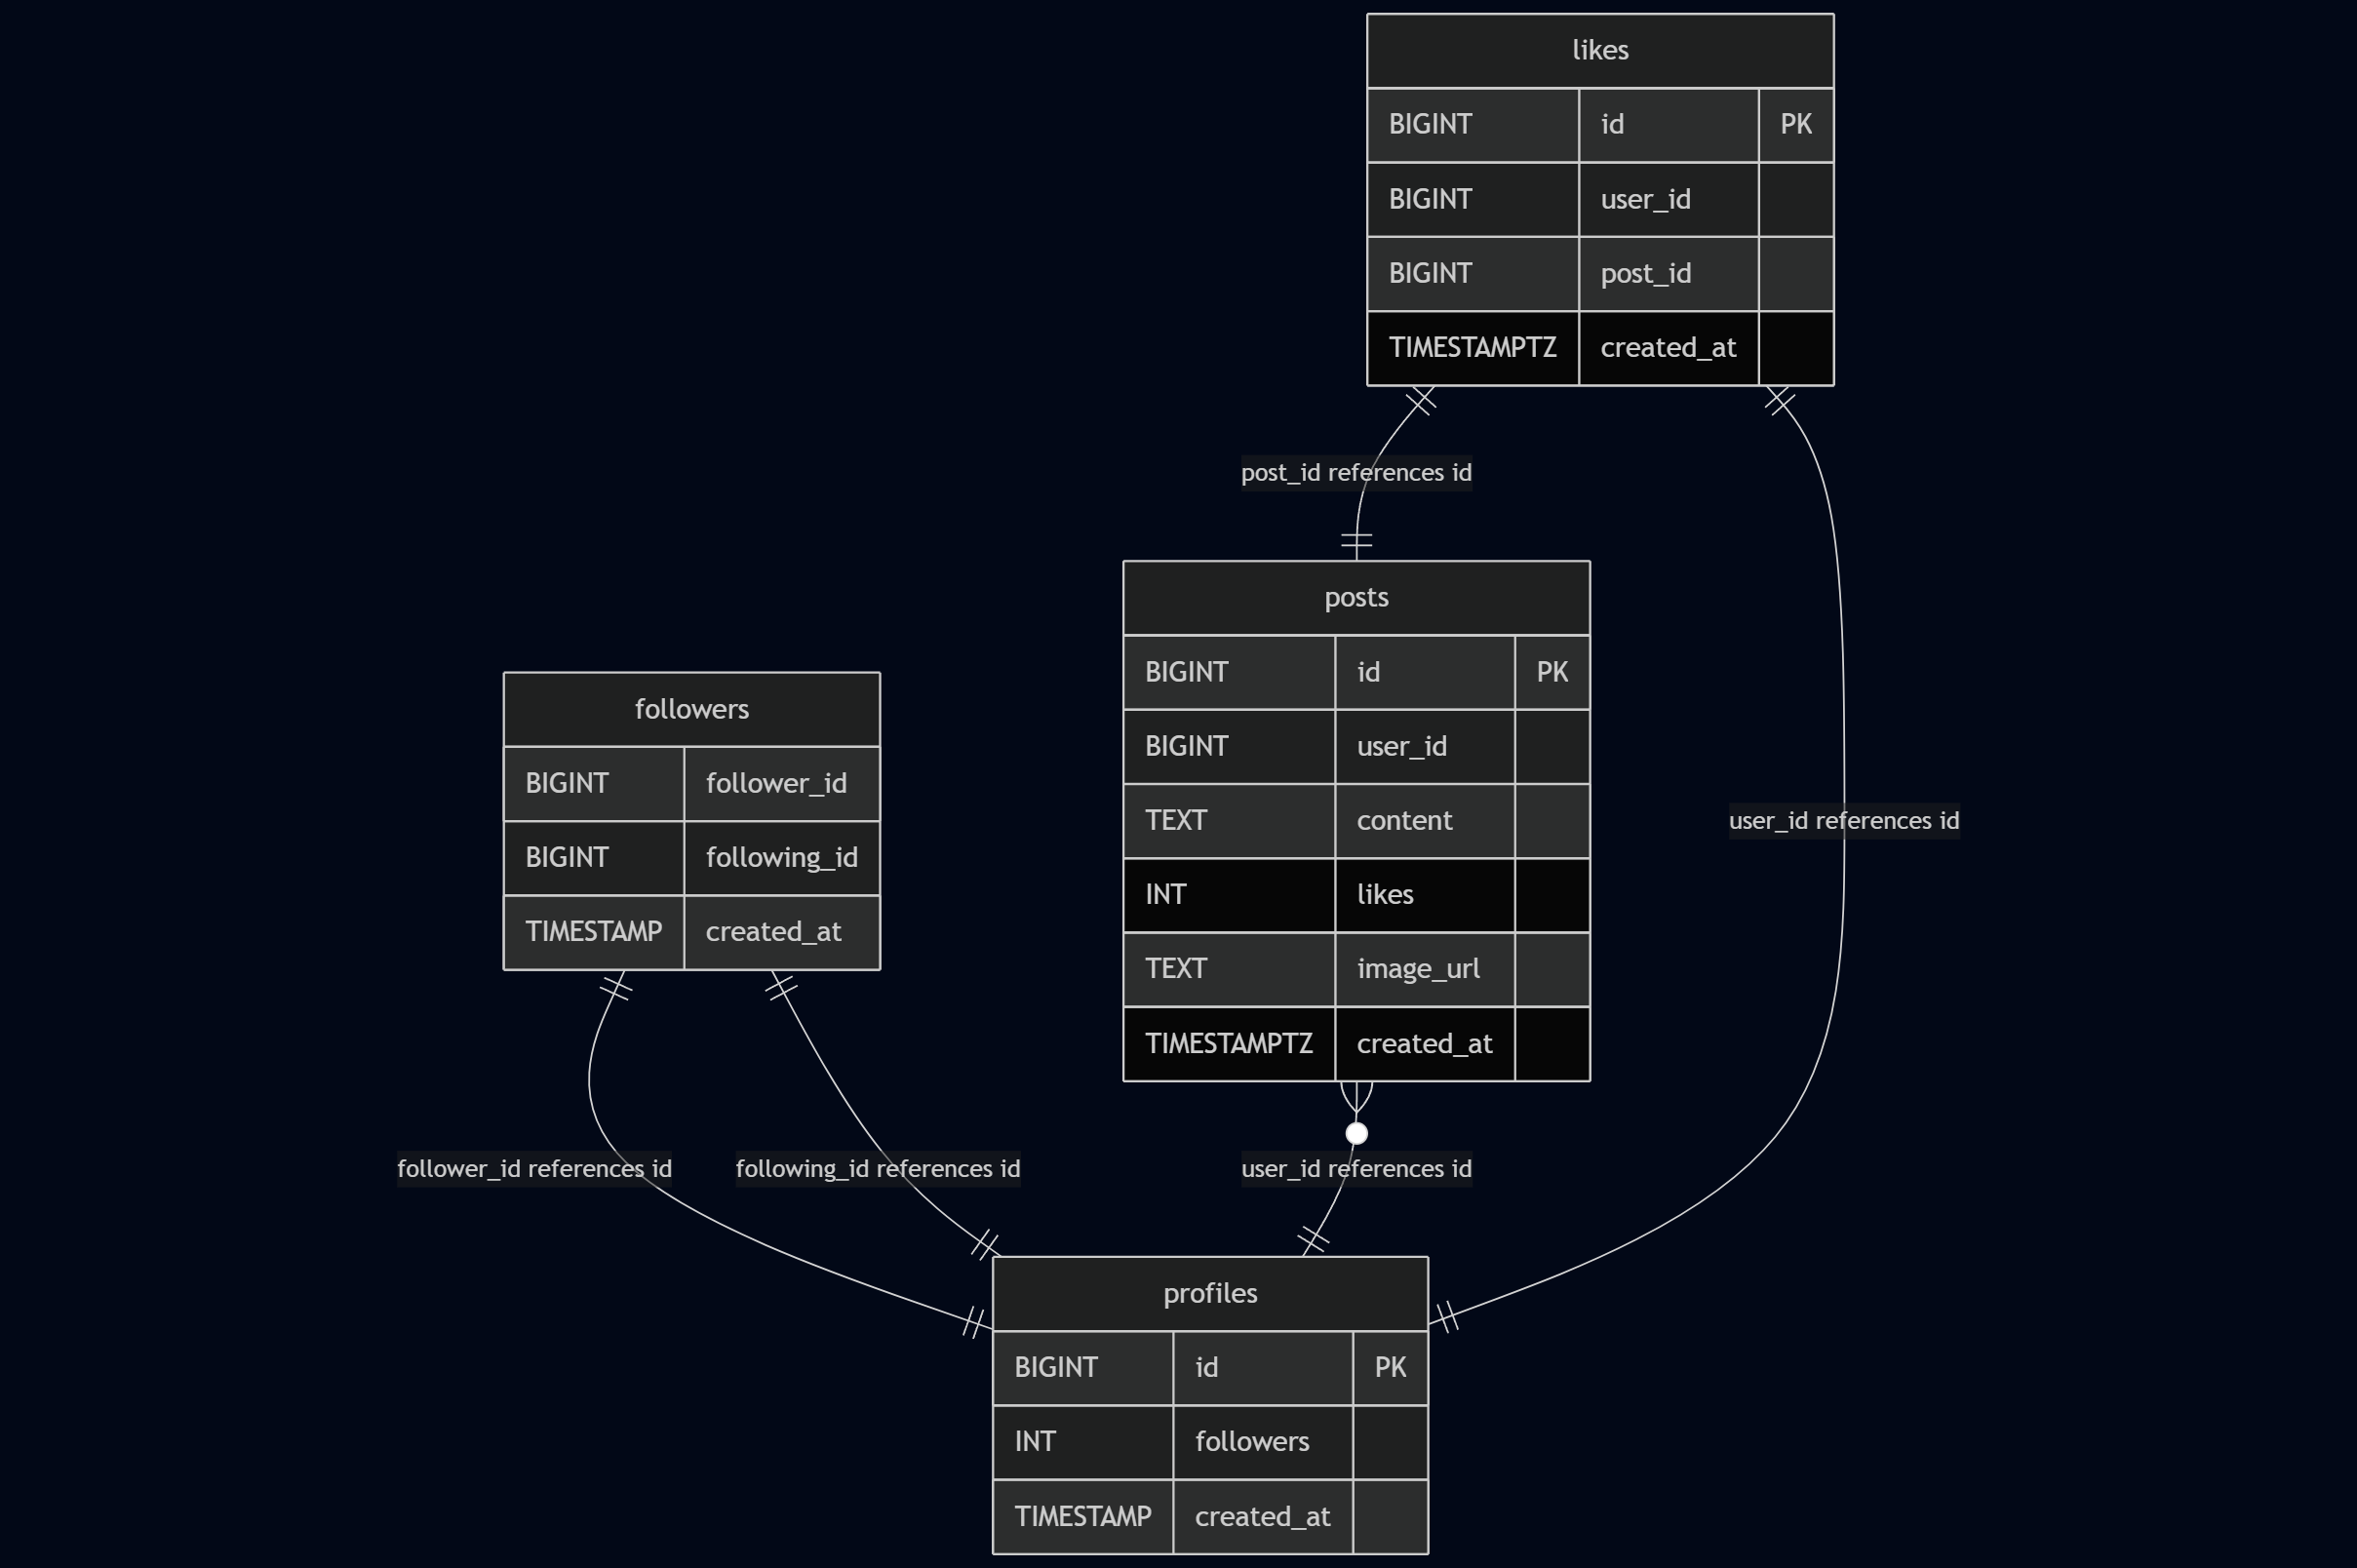 likes
BIGINT id PK
BIGINT user_id
BIGINT post_id
TIMESTAMPTZ created_at
post_id references id
posts
BIGINT id PK
BIGINT user_id
TEXT content
INT likes
TEXT image_url
TIMESTAMPTZ created_at
followers
BIGINT follower_id
BIGINT following_id
TIMESTAMP created_at
user_id references id
follower_id references id
following_id references id
user_id references id
profiles
BIGINT id PK
INT followers
TIMESTAMP created_at